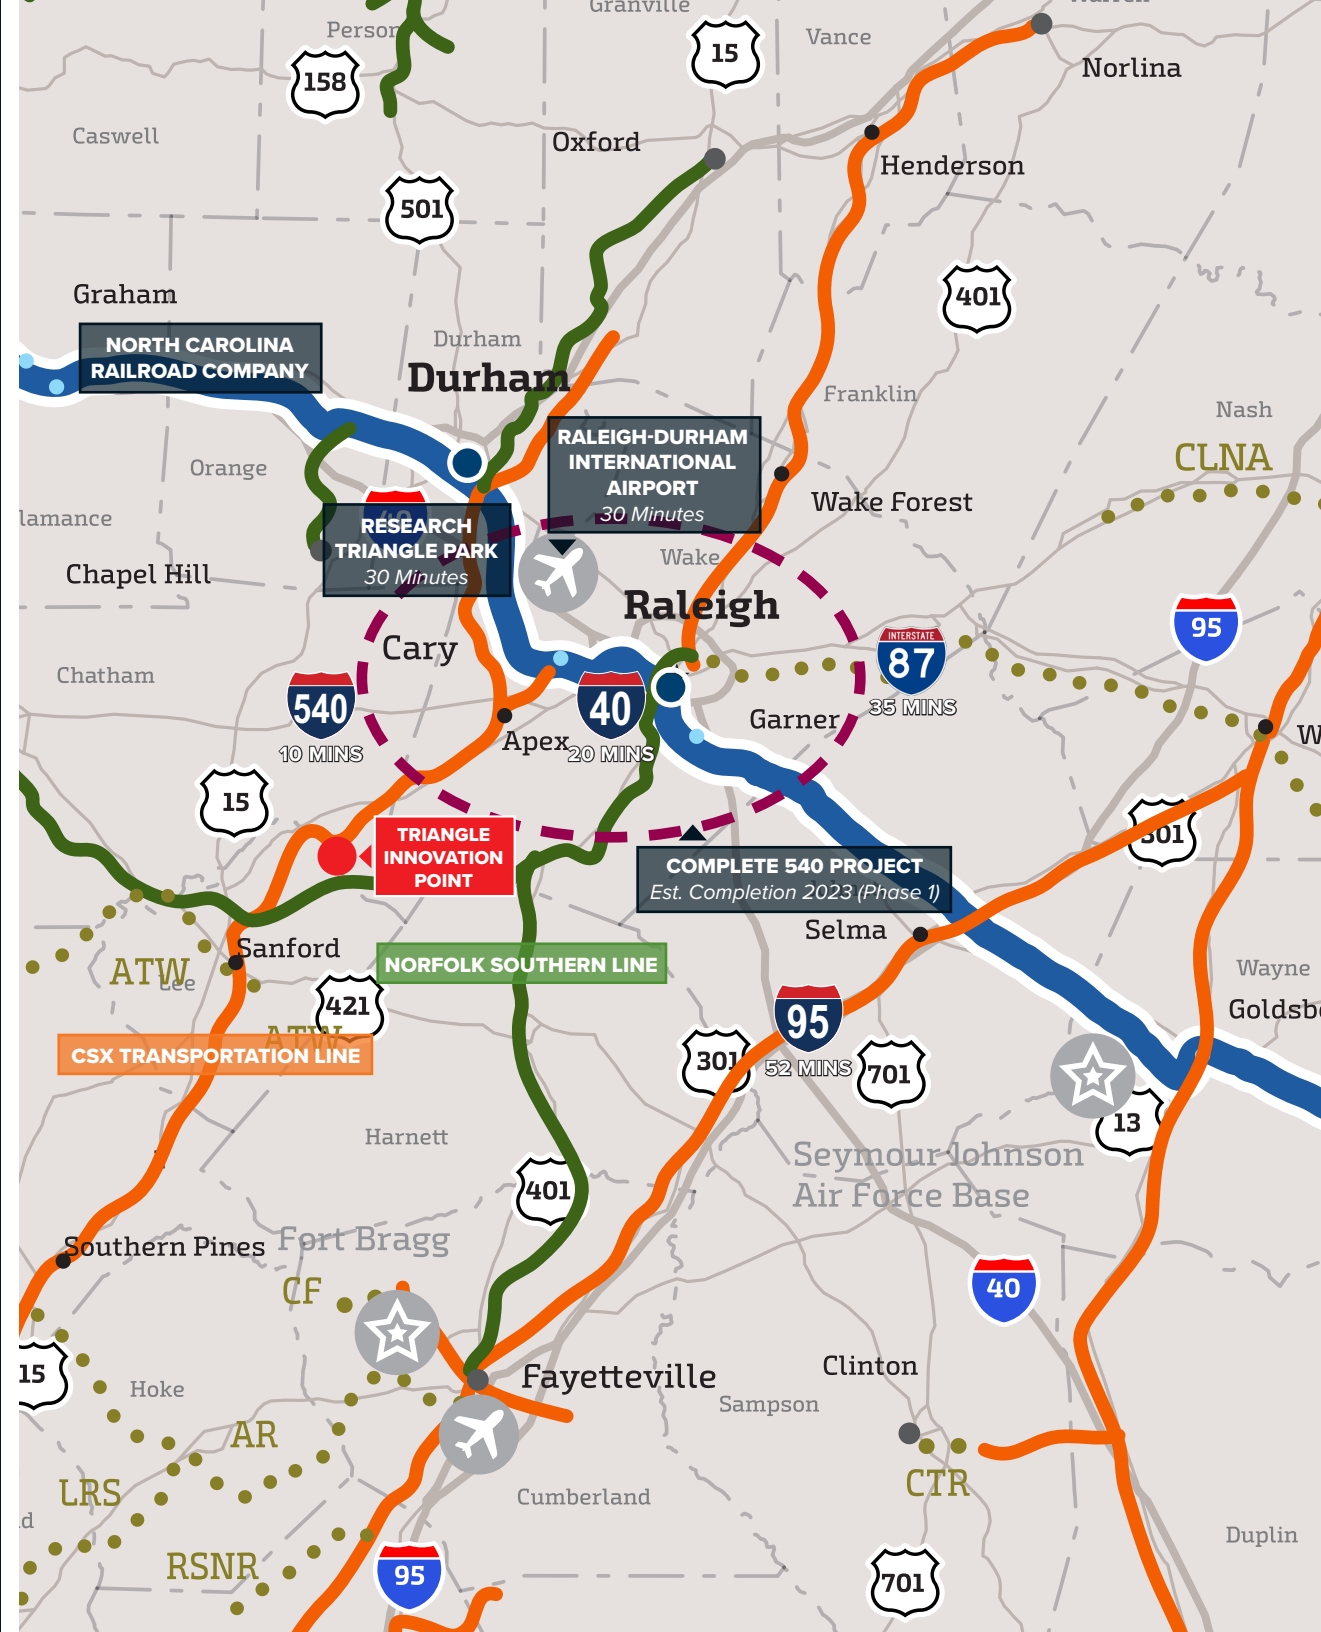 Granville
Person
15
Vance
158
Norlina
Caswell
Oxford
Henderson
501
401
Graham
NORTH CAROLINA
RAILROAD COMPANY
Durham
Durham
Franklin
Nash
CLNA
RALEIGH-DURHAM
INTERNATIONAL
AIRPORT
30 Minutes
Orange
lamance
40
RESEARCH
TRIANGLE PARK
30 Minutes
Wake Forest
Wake
Chapel Hill
Raleigh
95
Cary
INTERSTATE
87
35 MINS
Chatham
540
10 MINS
40
20 MINS
Garner
Apex
W
15
301
TRIANGLE
INNOVATION
POINT
COMPLETE 540 PROJECT
Est. Completion 2023 (Phase 1)
Selma
Sanford
NORFOLK SOUTHERN LINE
ATW
Lee
Wayne
421
Goldsb
ATW
95
52 MINS
CSX TRANSPORTATION LINE
301
701
13
Harnett
Seymour Johnson
Air Force Base
401
Southern Pines
Fort Bragg
CF
40
15
Hoke
Fayetteville
Clinton
Sampson
AR
LRS
CTR
Cumberland
d
Duplin
RSNR
95
701